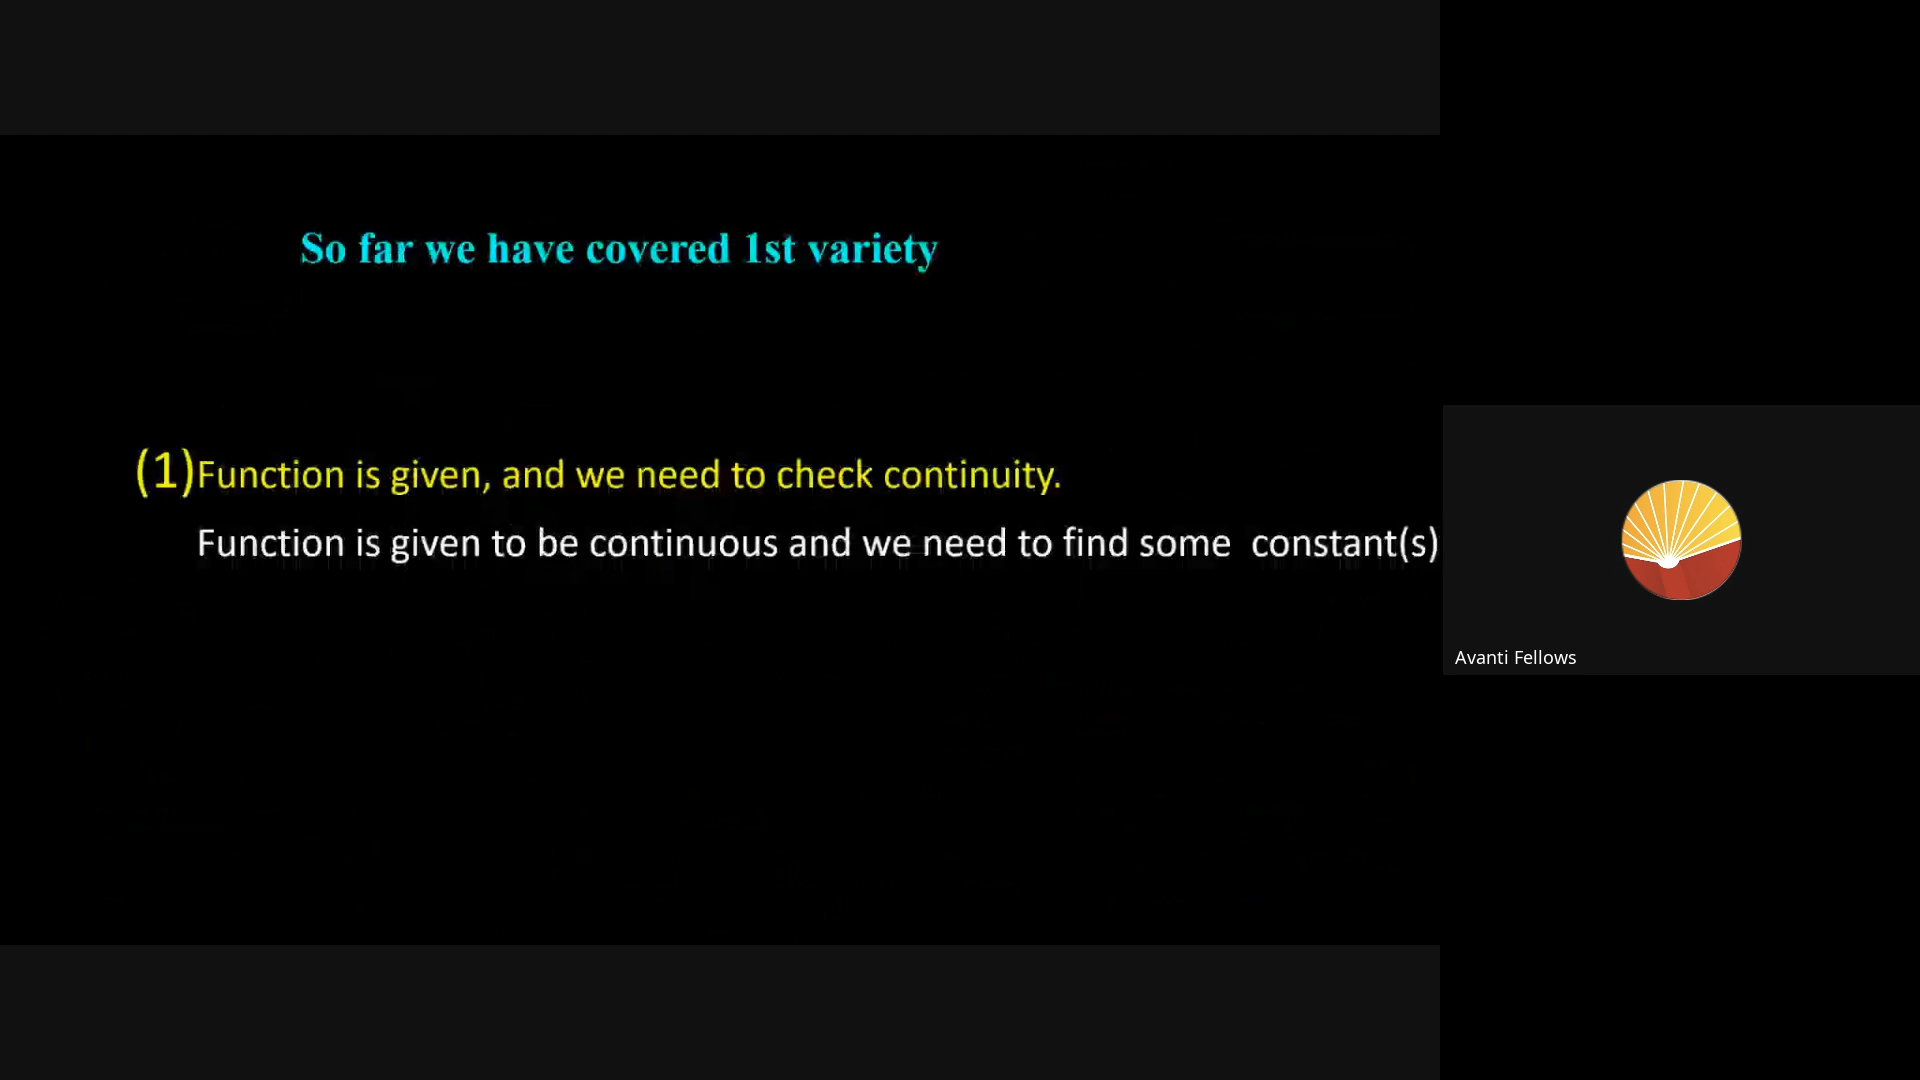 So far we have covered 1st variety
(1)Function is given, and we need to check continuity.
Function is given to be continuous and we need to find some constant(s)
Avanti Fellows